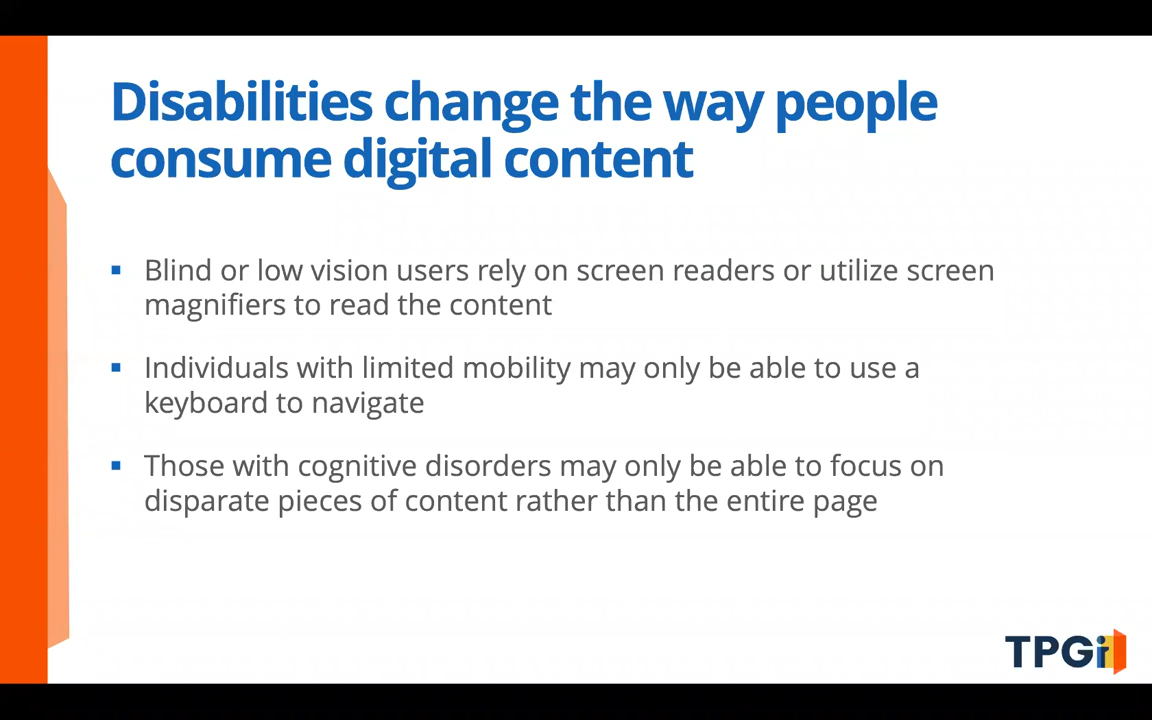 Disabilities change the way people
consume digital content
▪ Blind or low vision users rely on screen readers or utilize screen
magnifiers to read the content
▪ Individuals with limited mobility may only be able to use a
keyboard to navigate
▪ Those with cognitive disorders may only be able to focus on
disparate pieces of content rather than the entire page
TPGi